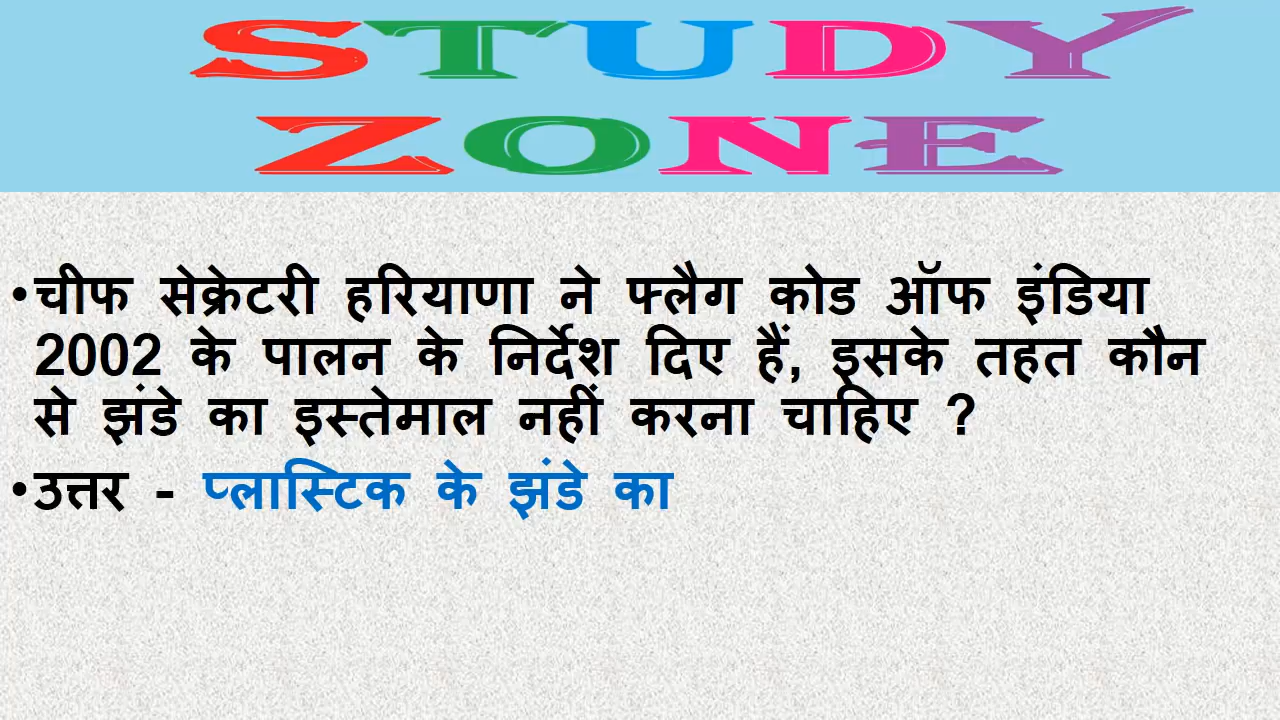 STUDY
ZONE
•चीफ सेक्रेटरी हरियाणा ने फ्लैग कोड ऑफ इंडिया
2002 के पालन के निर्देश दिए हैं, इसके तहत कौन
से झंडे का इस्तेमाल नहीं करना चाहिए ?
•उत्तर - प्लास्टिक के झंडे का